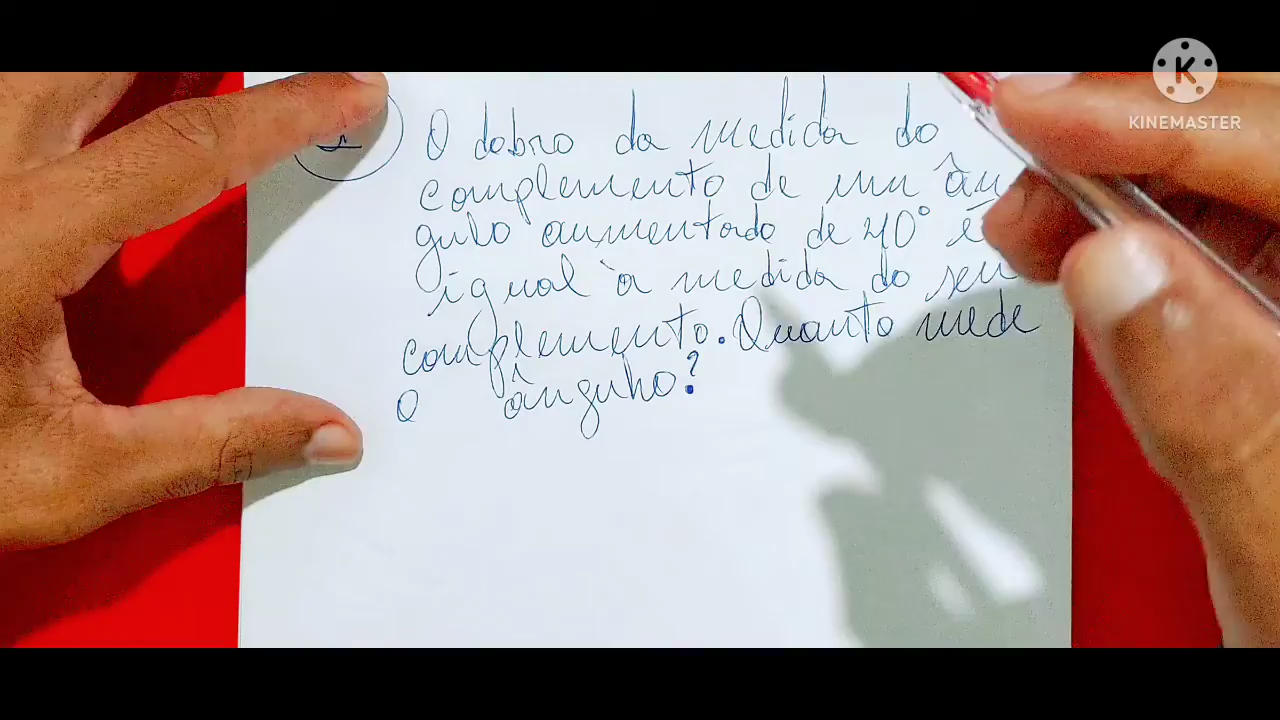 O dobro da medida do
complemento de um ân
gulo aumentado de 40° é
igual à medida do seu
complemento. Quanto mede
o ângulo?
KINEMASTER